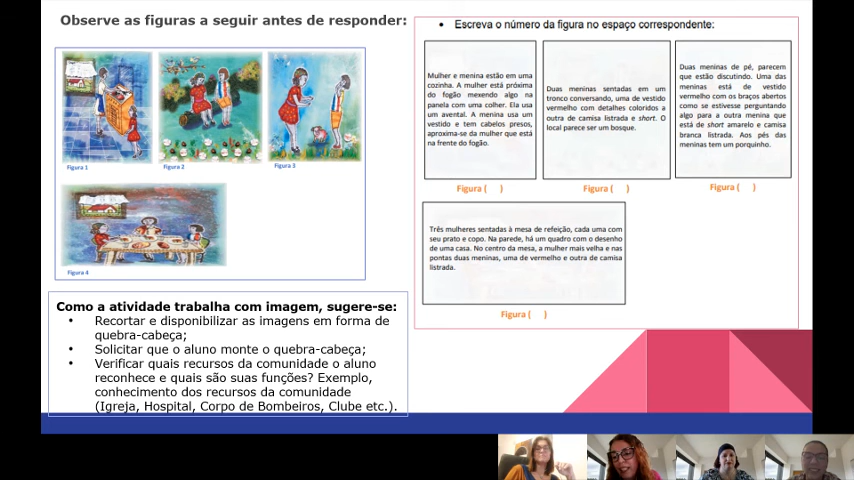 Observe as figuras a seguir antes de responder:
Figura 1
Figura 2
Figura 3
Figura 4
Como a atividade trabalha com imagem, sugere-se:
• Recortar e disponibilizar as imagens em forma de
quebra-cabeça;
• Solicitar que o aluno monte o quebra-cabeça;
• Verificar quais recursos da comunidade o aluno
reconhece e quais são suas funções? Exemplo,
conhecimento dos recursos da comunidade
(Igreja, Hospital, Corpo de Bombeiros, Clube etc.).
• Escreva o número da figura no espaço correspondente:
Mulher e menina estão em uma
cozinha. A mulher está próxima
do fogão mexendo algo na
panela com uma colher. Ela usa
um avental. A menina usa um
vestido e tem cabelos presos,
aproxima-se da mulher que está
na frente do fogão.
Figura ( )
Duas meninas sentadas em um
tronco conversando, uma de vestido
vermelho com detalhes coloridos a
outra de camisa listrada e short. O
local parece ser um bosque.
Figura ( )
Duas meninas de pé, parecem
que estão discutindo. Uma das
meninas está de vestido
vermelho com os braços abertos
como se estivesse perguntando
algo para a outra menina que
está de short amarelo e camisa
branca listrada. Aos pés das
meninas tem um porquinho.
Figura ( )
Três mulheres sentadas à mesa de refeição, cada uma com
seu prato e copo. Na parede, há um quadro com o desenho
de uma casa. No centro da mesa, a mulher mais velha e nas
pontas duas meninas, uma de vermelho e outra de camisa
listrada.
Figura ( )